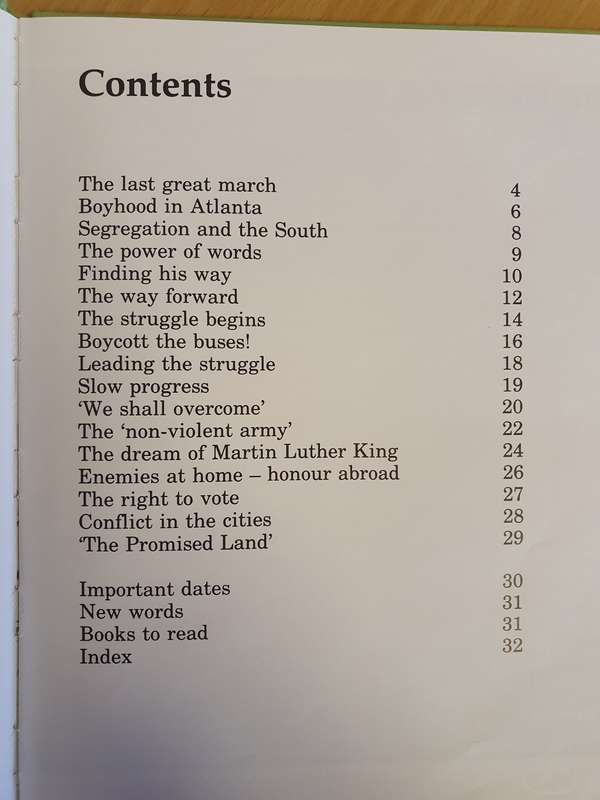 Contents
The last great march 4
Boyhood in Atlanta 6
Segregation and the South 8
The power of words 9
Finding his way 10
The way forward 12
The struggle begins 14
Boycott the buses! 16
Leading the struggle 18
Slow progress 19
‘We shall overcome’ 20
The ‘non-violent army’ 22
The dream of Martin Luther King 24
Enemies at home – honour abroad 26
The right to vote 27
Conflict in the cities 28
‘The Promised Land’ 29
Important dates 30
New words 31
Books to read 31
Index 32